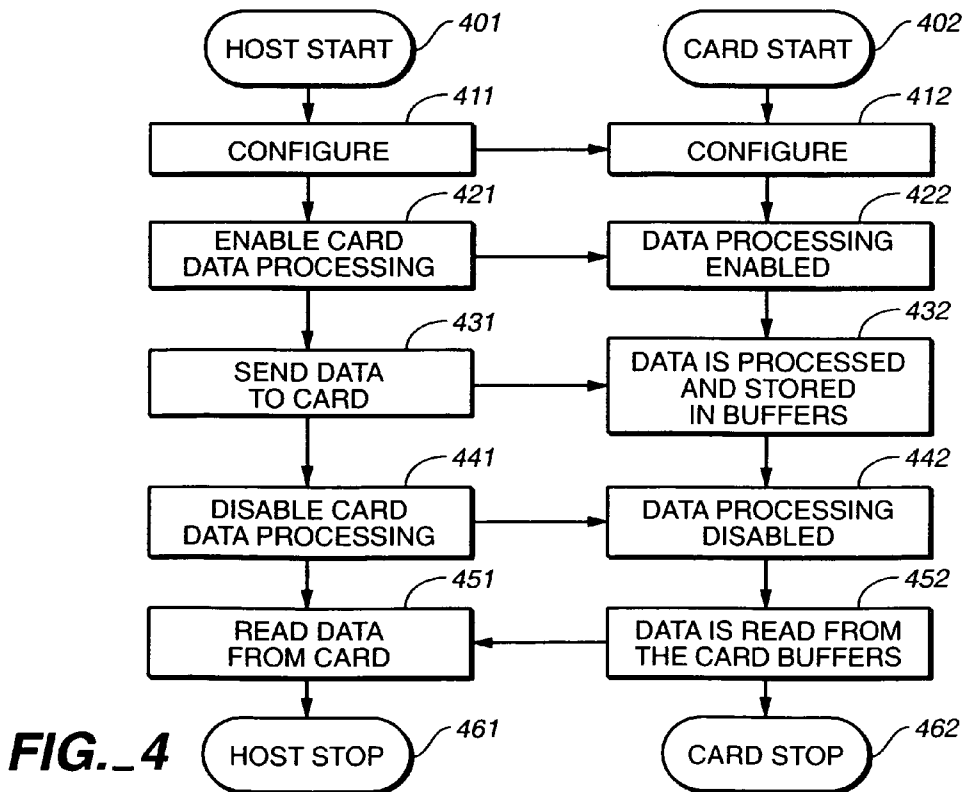 401
HOST START
402
CARD START
411
CONFIGURE
412
CONFIGURE
421
ENABLE CARD
DATA PROCESSING
422
DATA PROCESSING
ENABLED
431
SEND DATA
TO CARD
432
DATA IS PROCESSED
AND STORED
IN BUFFERS
441
DISABLE CARD
DATA PROCESSING
442
DATA PROCESSING
DISABLED
451
READ DATA
FROM CARD
452
DATA IS READ FROM
THE CARD BUFFERS
461
HOST STOP
462
CARD STOP
FIG._4